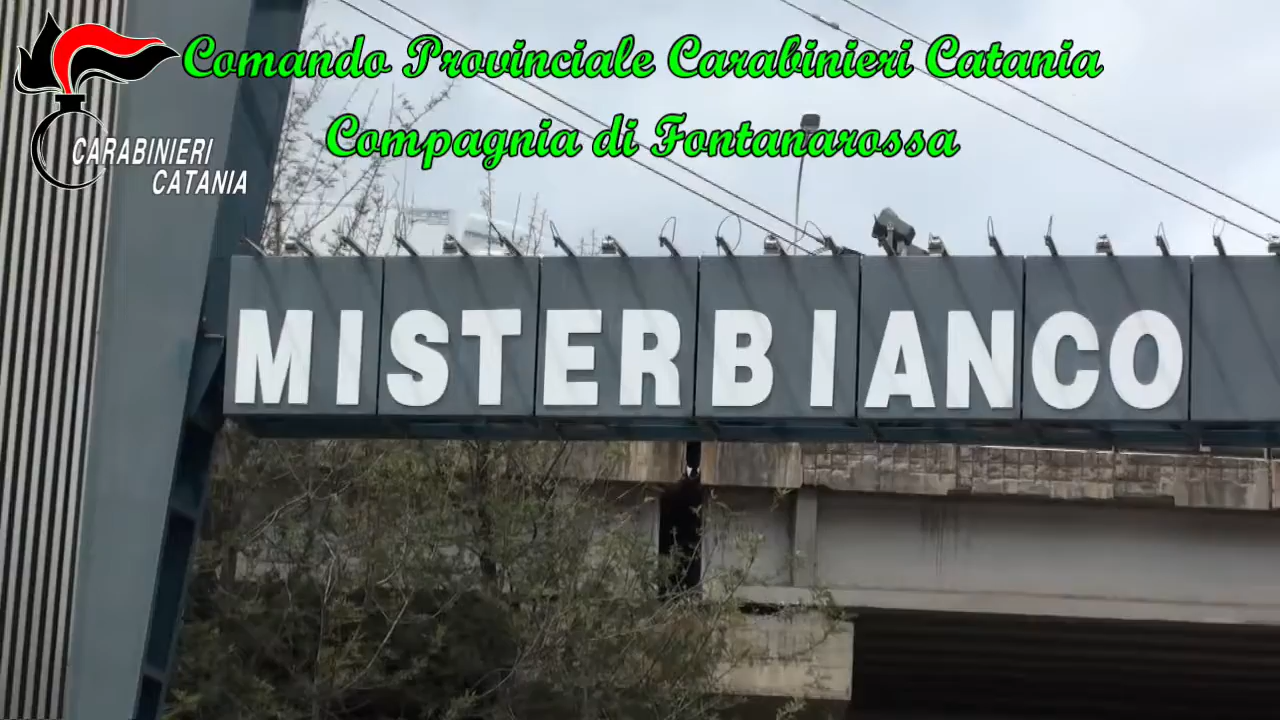 Comando Provinciale Carabinieri Catania
Compagnia di Fontanarossa
CARABINIERI
CATANIA
MISTERBIANCO